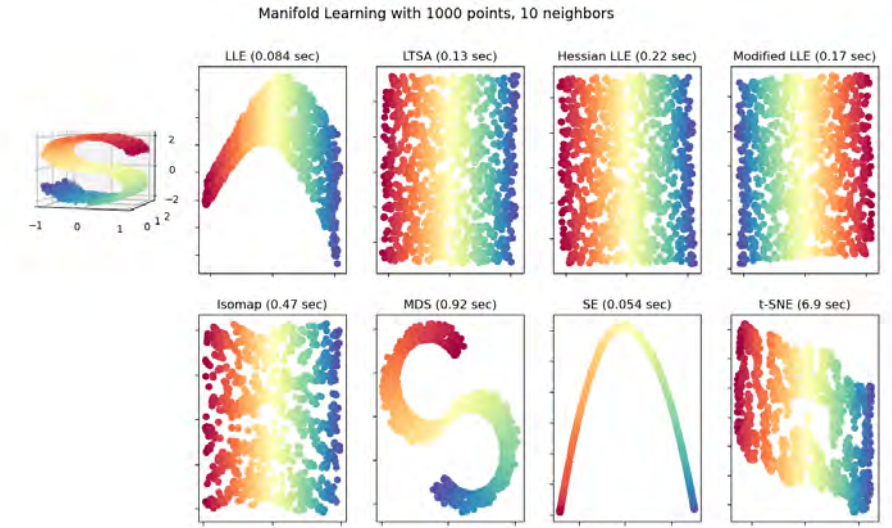 Manifold Learning with 1000 points, 10 neighbors
LLE (0.084 sec)
LTSA (0.13 sec)
Hessian LLE (0.22 sec)
Modified LLE (0.17 sec)
2
0
−2
−1
0
1
0
1
2
Isomap (0.47 sec)
MDS (0.92 sec)
SE (0.054 sec)
t-SNE (6.9 sec)